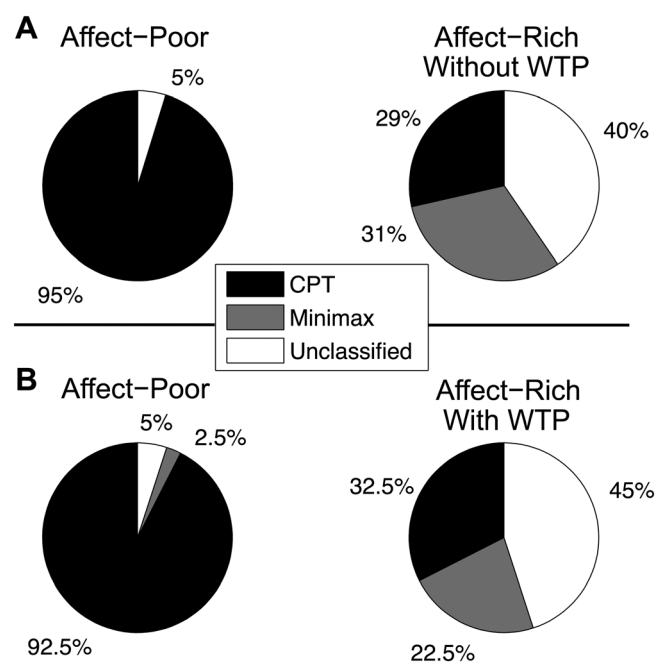 A
Affect−Poor
5%
95%
Affect−Rich
Without WTP
29%
40%
31%
CPT
Minimax
Unclassified
B
Affect−Poor
5%
2.5%
92.5%
Affect−Rich
With WTP
32.5%
45%
22.5%